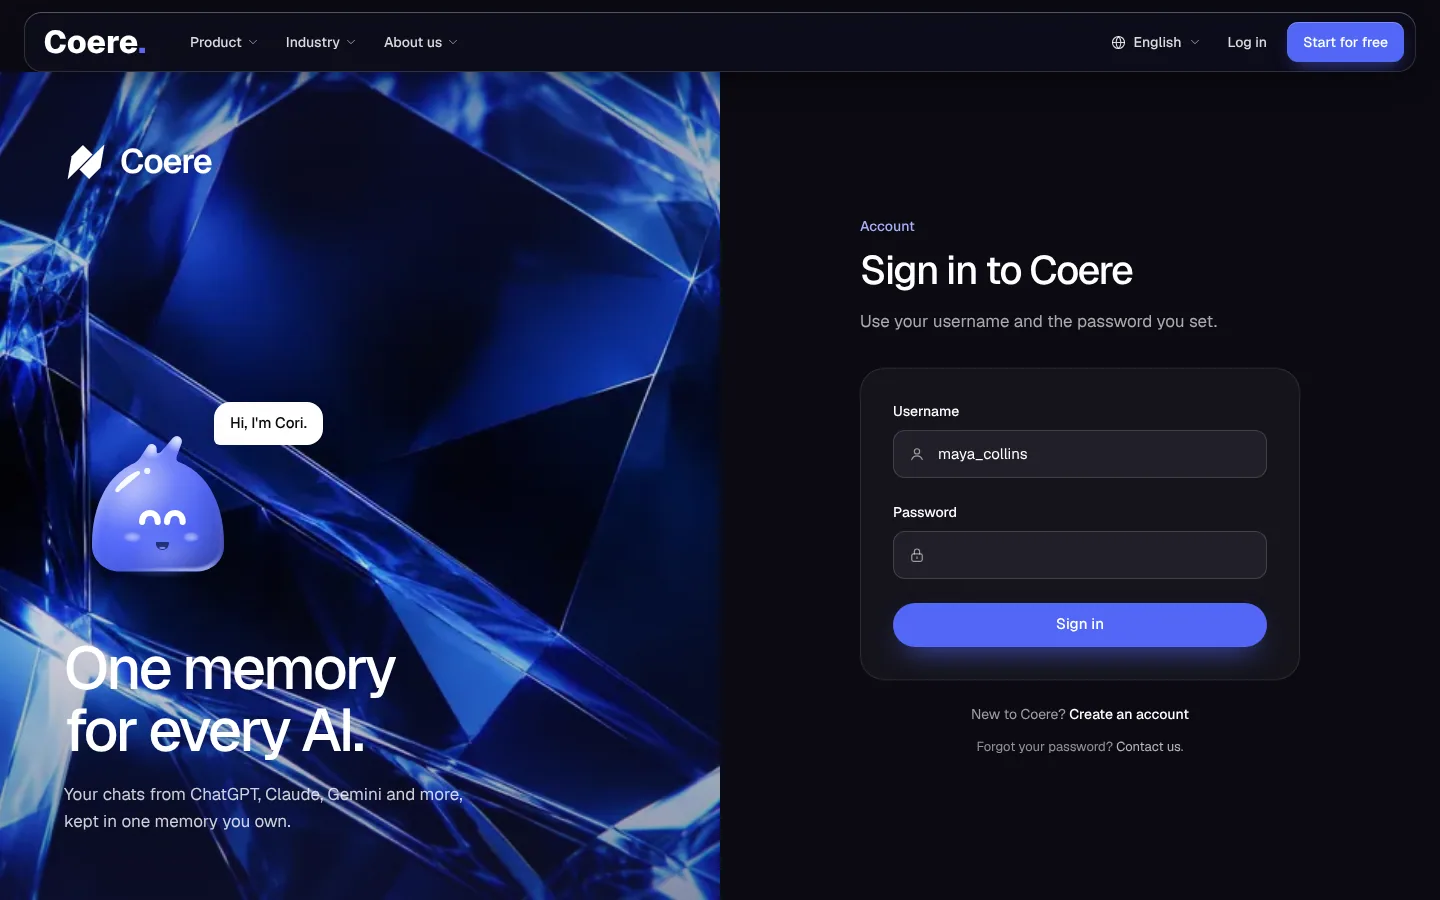 Coere.
Product
Industry
About us
English
Log in
Start for free
Coere
Hi, I'm Cori.
One memory
for every AI.
Your chats from ChatGPT, Claude, Gemini and more,
kept in one memory you own.
Account
Sign in to Coere
Use your username and the password you set.
Username
maya_collins
Password
Sign in
New to Coere? Create an account
Forgot your password? Contact us.